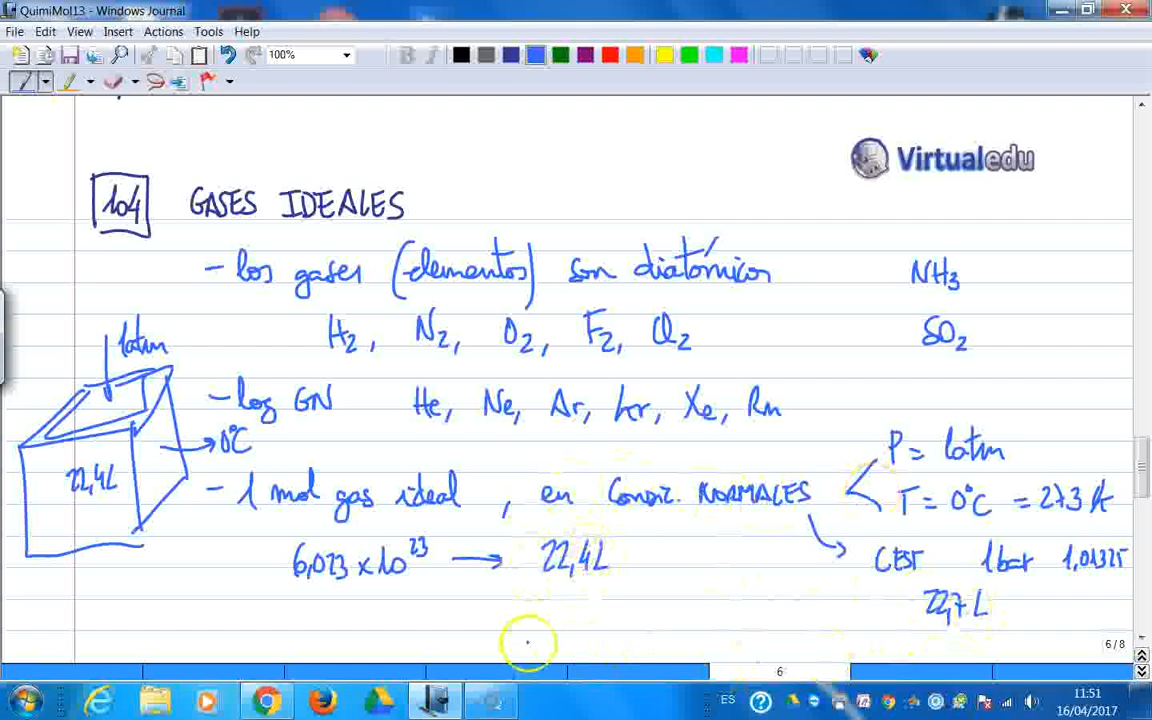 QuimiMol13 - Windows Journal
File Edit View Insert Actions Tools Help
100%
B I
Virtualedu
104 GASES IDEALES
- los gases (elementos) son diatómicos NH3
H2, N2, O2, F2, Cl2 SO2
1atm
- los GN He, Ne, Ar, Kr, Xe, Rn
0°C
22,4L
P = 1atm
- 1 mol gas ideal, en Condic. NORMALES T = 0°C = 273 K
6,023 x 10^23 → 22,4L
CEST 1bar 1,01325
22,7 L
6 / 8
6
ES
11:51
16/04/2017